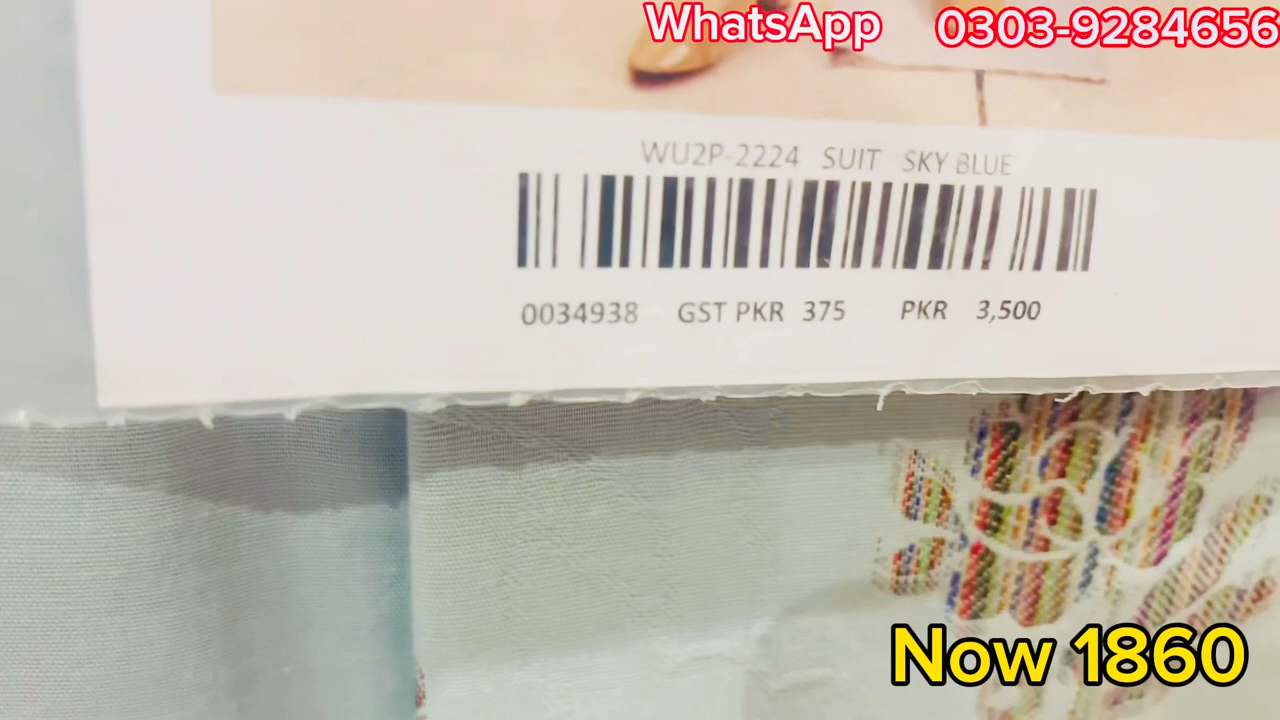 WhatsApp 0303-9284656
WU2P-2224 SUIT SKY BLUE
0034938 GST PKR 375 PKR 3,500
Now 1860